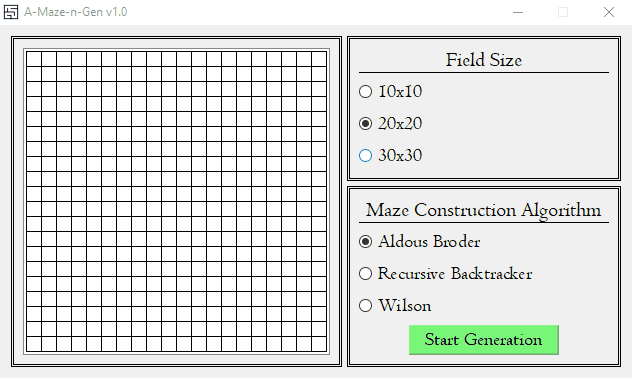 A-Maze-n-Gen v1.0
Field Size
10x10
20x20
30x30
Maze Construction Algorithm
Aldous Broder
Recursive Backtracker
Wilson
Start Generation